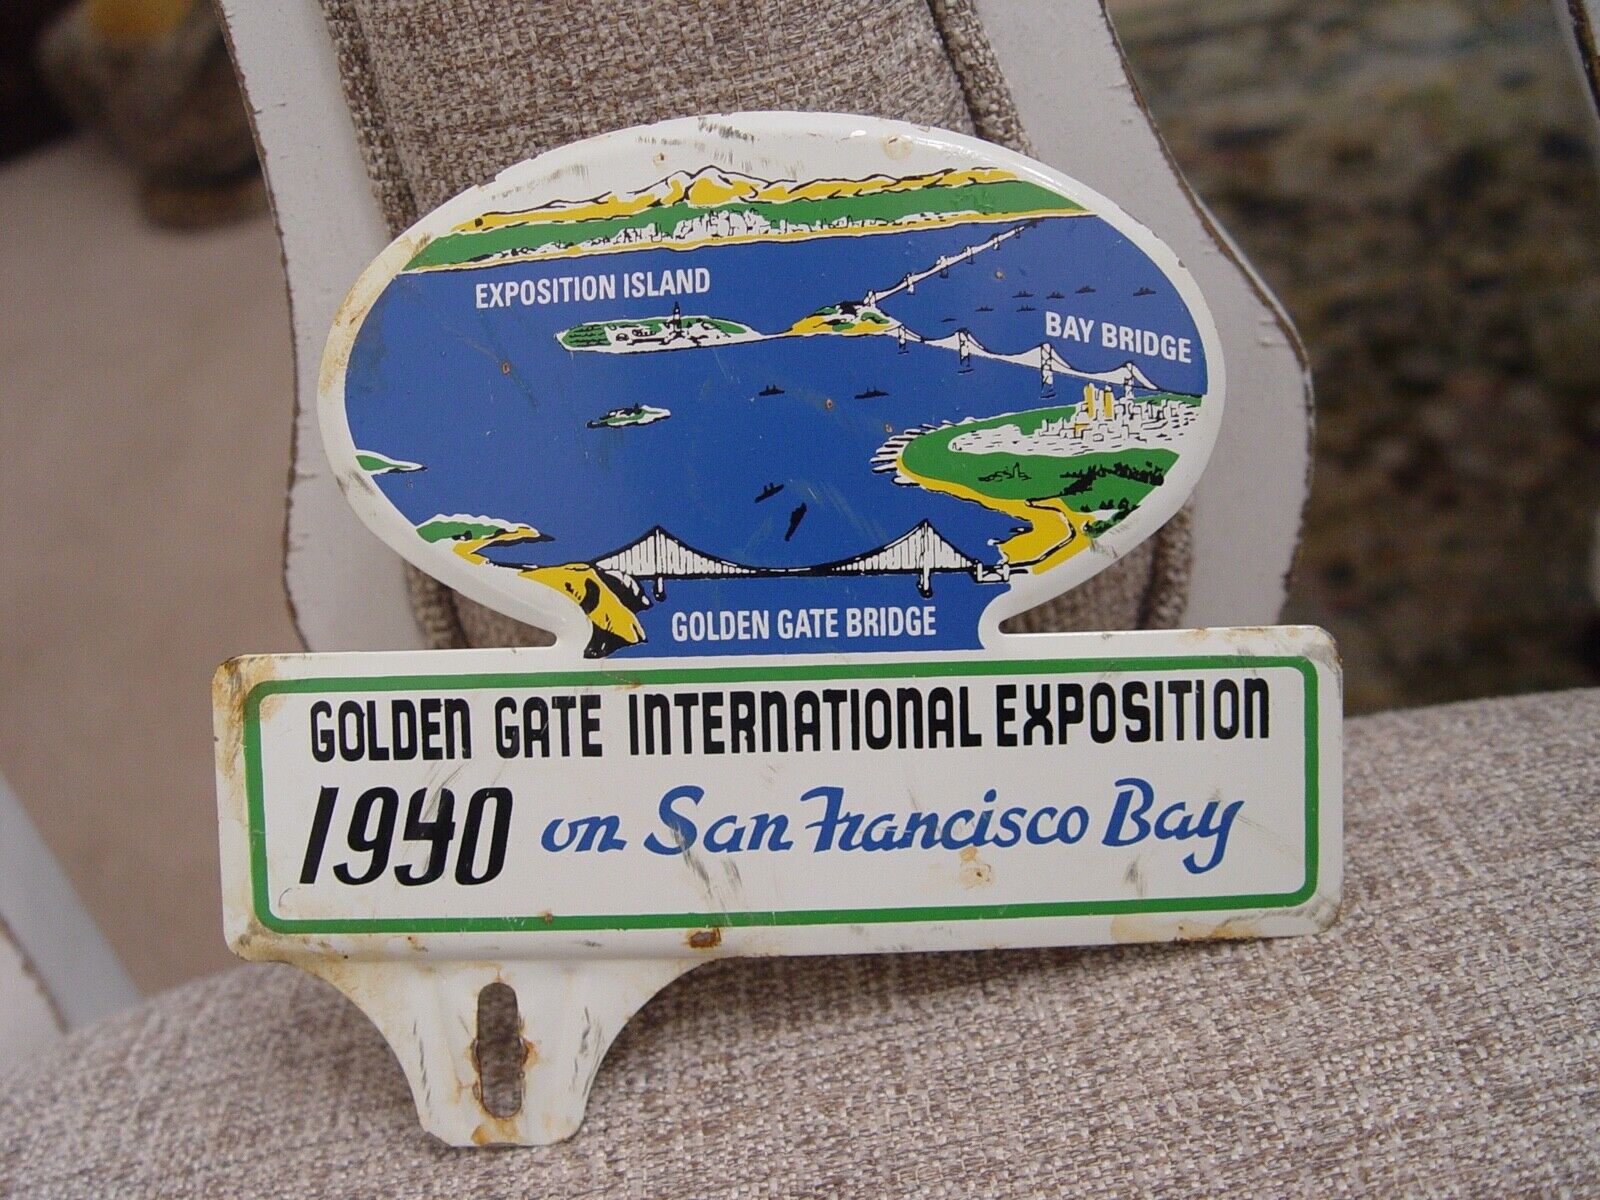 EXPOSITION ISLAND
BAY BRIDGE
GOLDEN GATE BRIDGE
GOLDEN GATE INTERNATIONAL EXPOSITION
1940 on San Francisco Bay